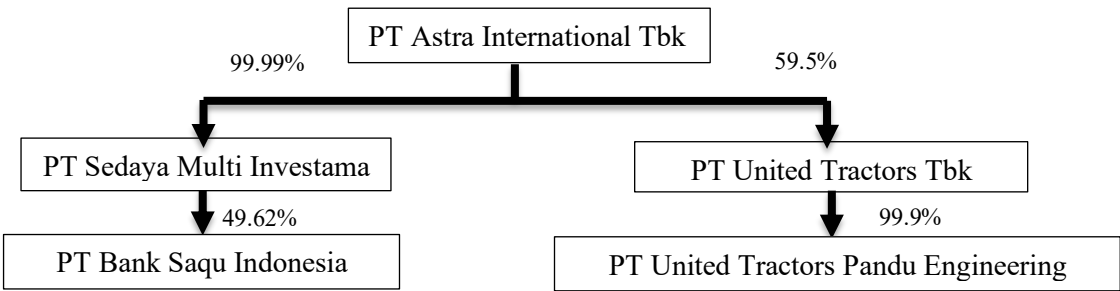 PT Astra International Tbk
99.99%
59.5%
PT Sedaya Multi Investama
PT United Tractors Tbk
49.62%
99.9%
PT Bank Saqu Indonesia
PT United Tractors Pandu Engineering